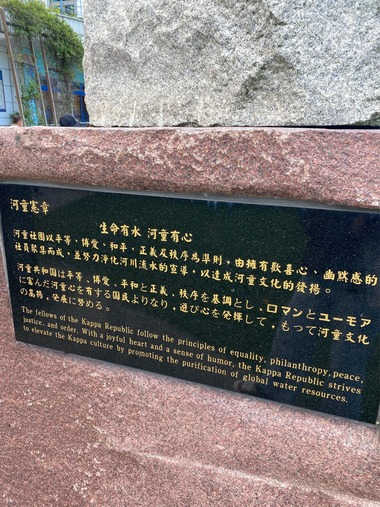 河童憲章
生命有水 河童有心
河童社團以平等、博愛、和平、正義及秩序為準則，由擁有歡喜心、幽默感的
社員聚集而成，並努力淨化河川流水的宣導，以達成河童文化的發揚。
河童共和国は平等、博愛、平和と正義、秩序を基調とし、ロマンとユーモア
に富んだ河童心を有する国民よりなり、遊び心を発揮して，もって河童文化
の高揚，発展に努める。
The fellows of the Kappa Republic follow the principles of equality, philanthropy, peace,
justice, and order. With a joyful heart and a sense of humor, the Kappa Republic strives
to elevate the Kappa culture by promoting the purification of global water resources.